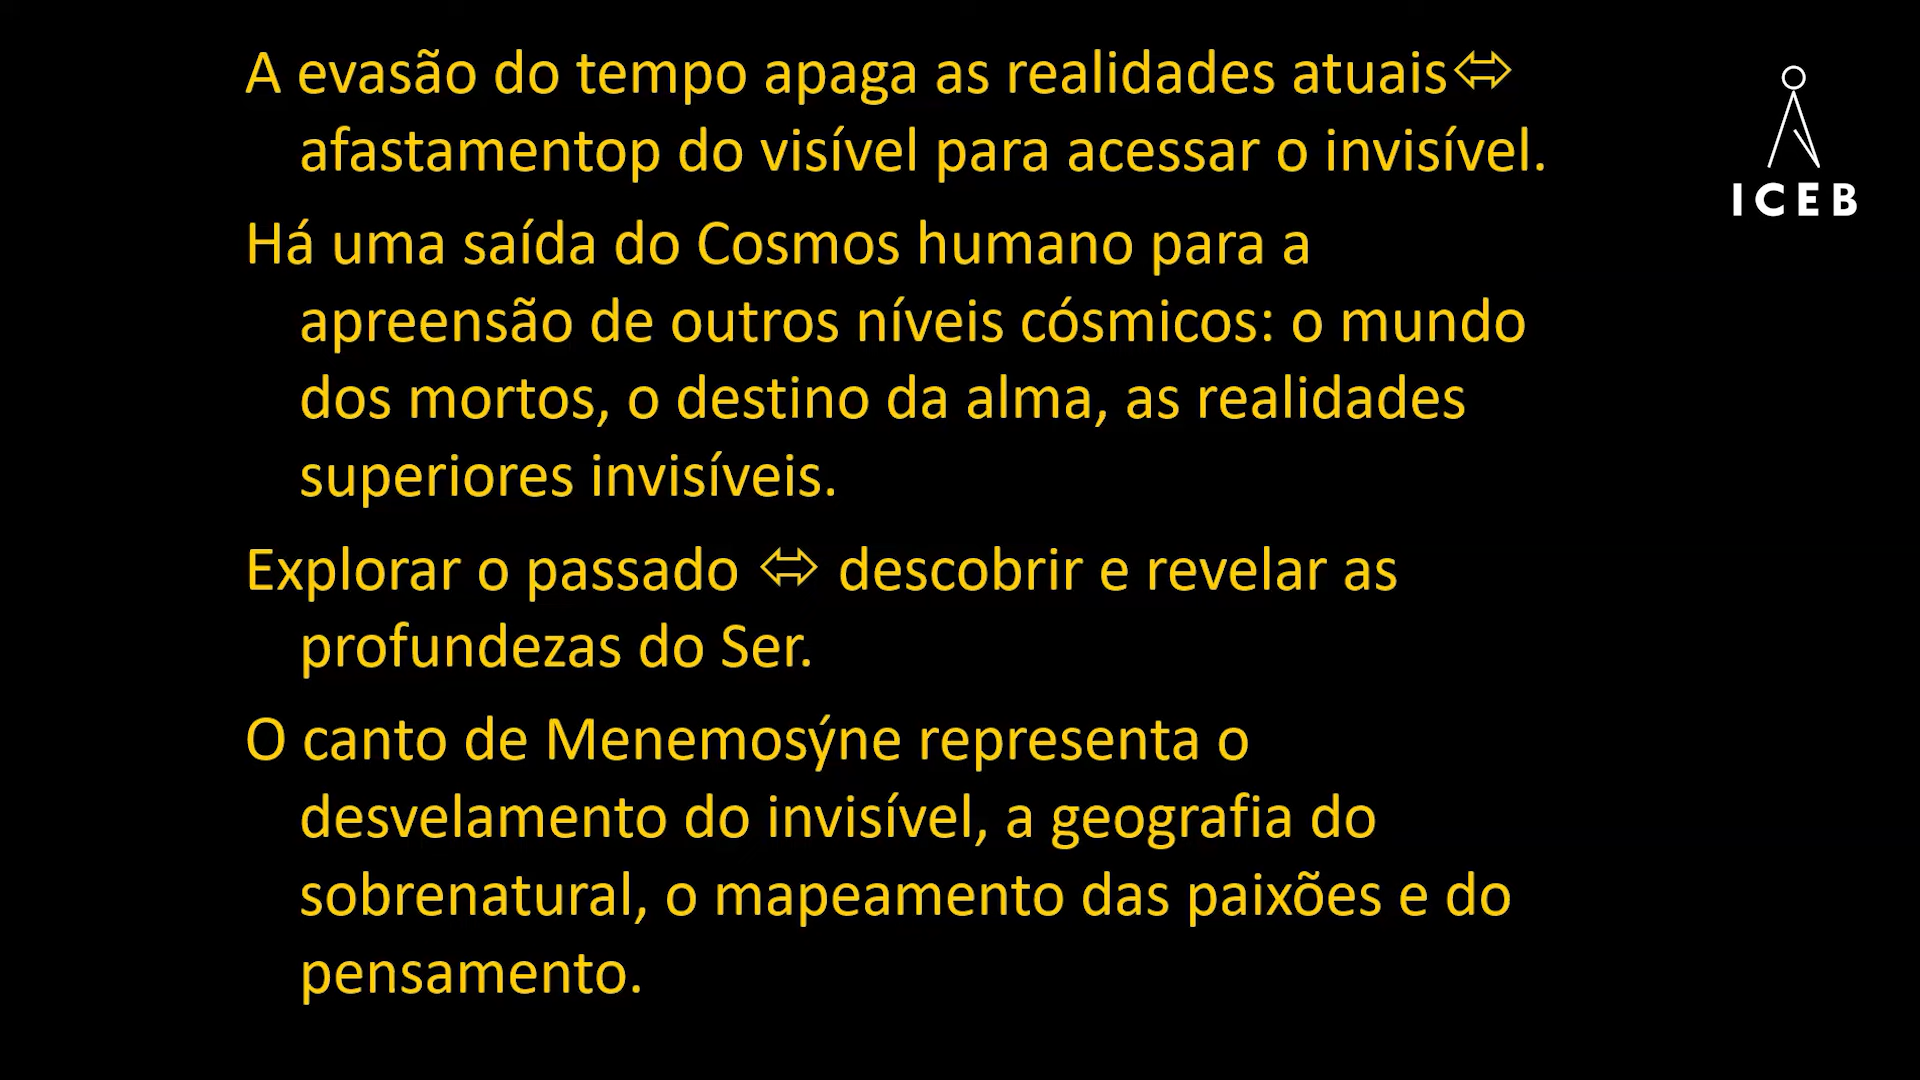 A evasão do tempo apaga as realidades atuais⬄
afastamentop do visível para acessar o invisível.
Há uma saída do Cosmos humano para a
apreensão de outros níveis cósmicos: o mundo
dos mortos, o destino da alma, as realidades
superiores invisíveis.
Explorar o passado ⬄ descobrir e revelar as
profundezas do Ser.
O canto de Menemosýne representa o
desvelamento do invisível, a geografia do
sobrenatural, o mapeamento das paixões e do
pensamento.
ICEB